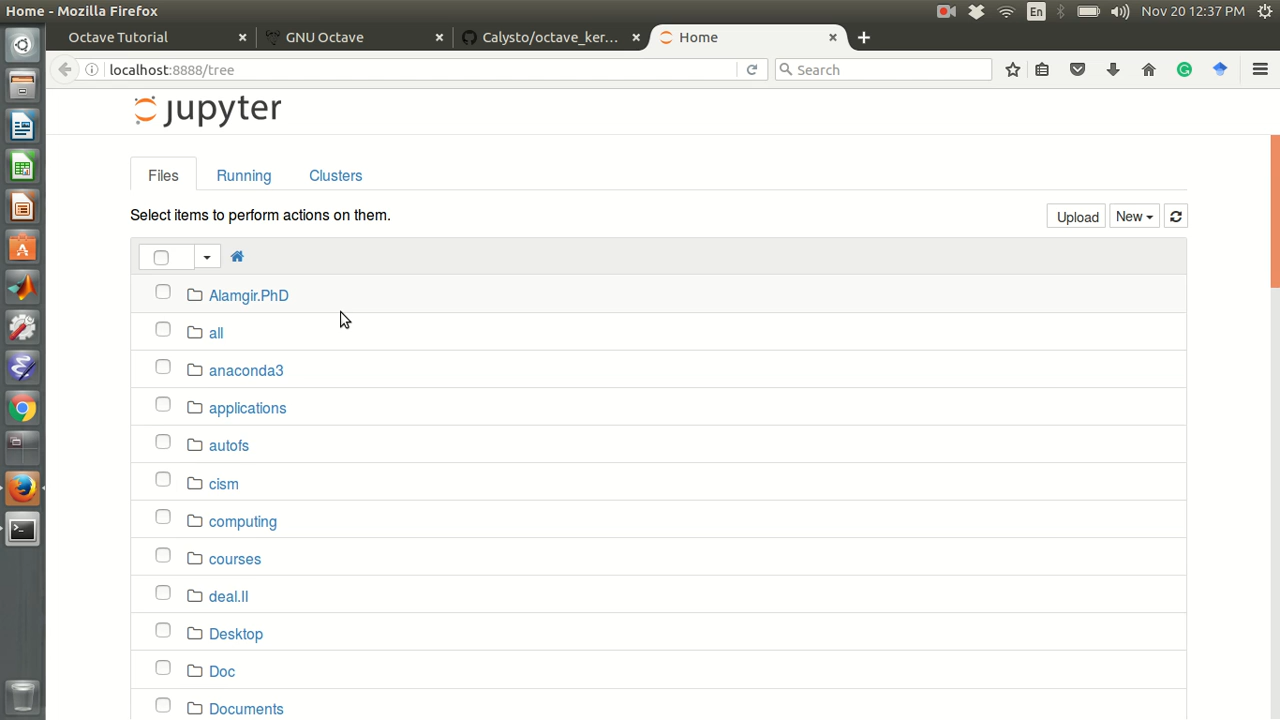 Home - Mozilla Firefox
En
Nov 20 12:37 PM
Octave Tutorial
GNU Octave
Calysto/octave_ker...
Home
localhost:8888/tree
Search
jupyter
Files
Running
Clusters
Select items to perform actions on them.
Upload
New
Alamgir.PhD
all
anaconda3
applications
autofs
cism
computing
courses
deal.II
Desktop
Doc
Documents